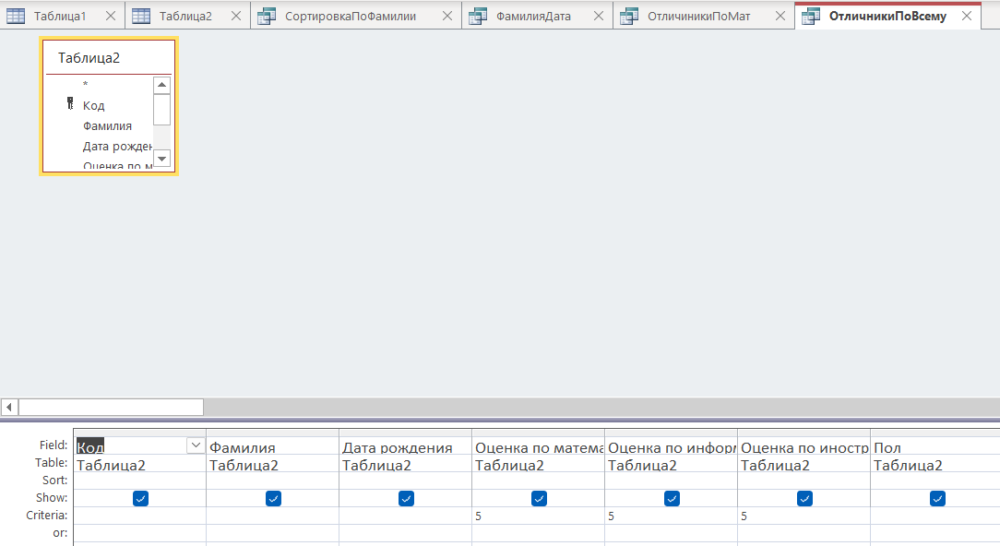 Таблица1 Таблица2 СортировкаПоФамилии ФамилияДата ОтличиникиПоМат ОтличникиПоВсему
Таблица2
*
Код
Фамилия
Дата рожден
Оценка по м
Field: Код Фамилия Дата рождения Оценка по матема Оценка по инфорл Оценка по иностр Пол
Table: Таблица2 Таблица2 Таблица2 Таблица2 Таблица2 Таблица2 Таблица2
Sort:
Show:
Criteria: 5 5 5
or: